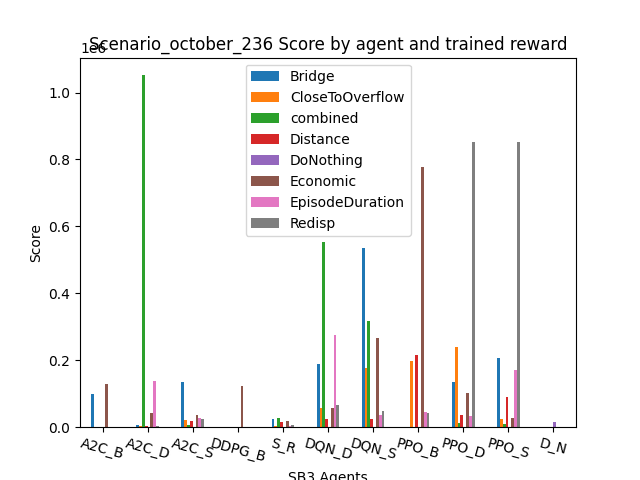 Scenario_october_236 Score by agent and trained reward
1e6
Bridge
CloseToOverflow
combined
Distance
DoNothing
Economic
EpisodeDuration
Redisp
1.0
0.8
0.6
0.4
0.2
0.0
Score
A2C_B
A2C_D
A2C_S
DDPG_B
S_R
DQN_D
DQN_S
PPO_B
PPO_D
PPO_S
D_N
SB3 Agents